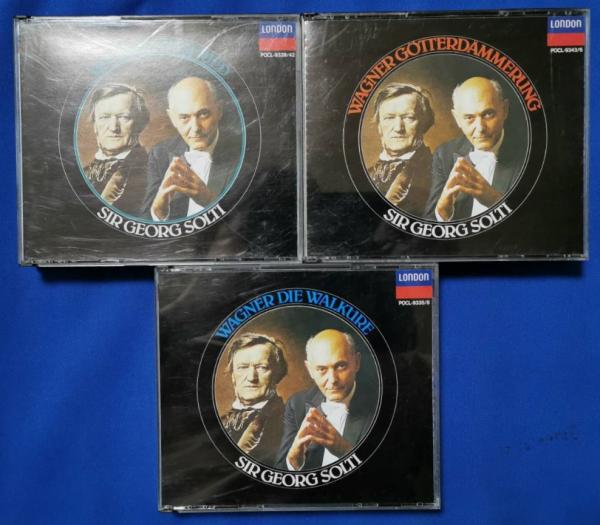 LONDON
POCL-9339/42
SIR GEORG SOLTI
LONDON
POCL-9343/6
WAGNER GÖTTERDÄMMERUNG
SIR GEORG SOLTI
LONDON
POCL-9335/8
WAGNER DIE WALKÜRE
SIR GEORG SOLTI